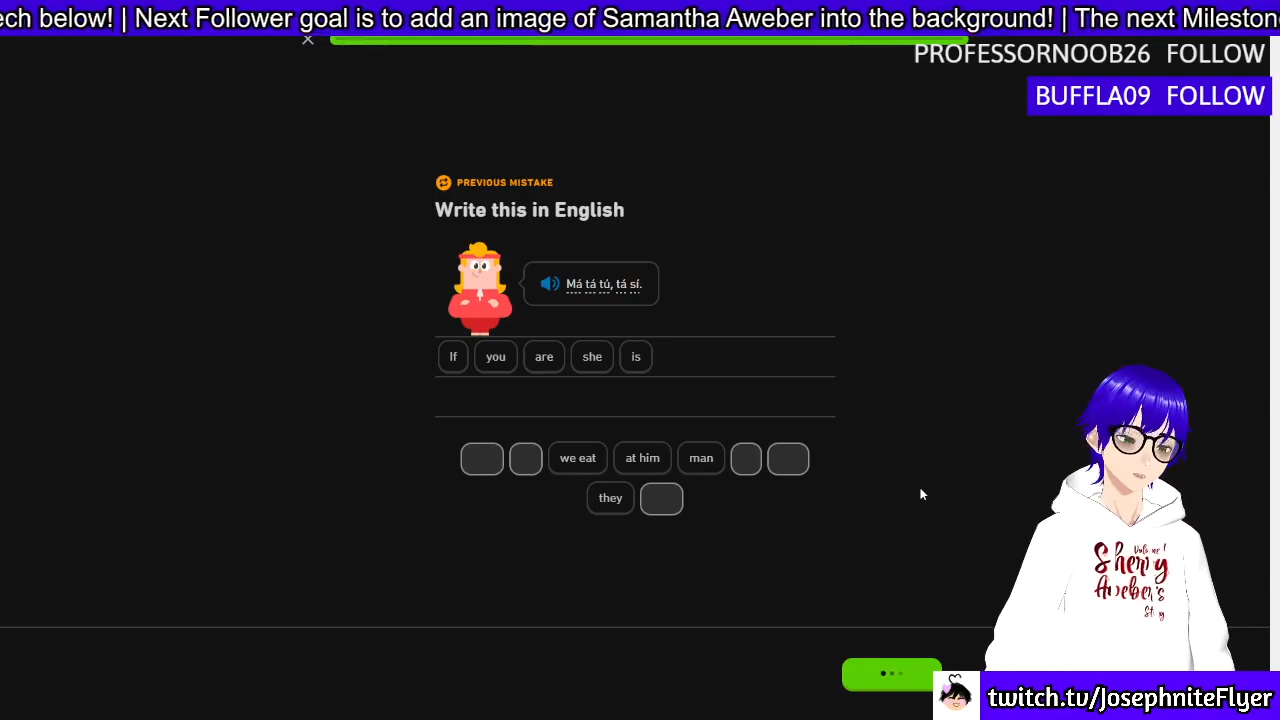 ech below! | Next Follower goal is to add an image of Samantha Aweber into the background! | The next Milestone
PROFESSORNOOB26 FOLLOW
BUFFLA09 FOLLOW
PREVIOUS MISTAKE
Write this in English
Má tá tú, tá sí.
If you are she is
we eat at him man
they
Sherry
Aweber's
twitch.tv/JosephniteFlyer